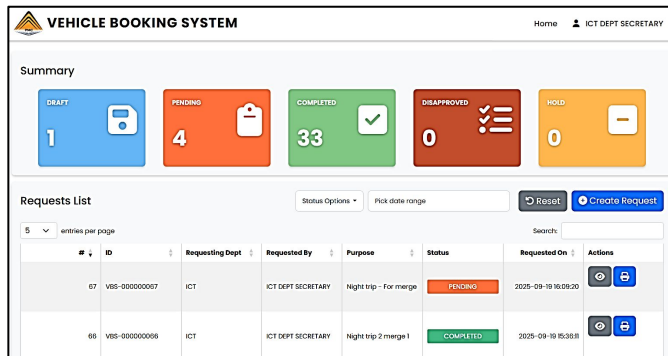 VEHICLE BOOKING SYSTEM
Home
ICT DEPT SECRETARY
Summary
DRAFT
1
PENDING
4
COMPLETED
33
DISAPPROVED
0
HOLD
0
Requests List
Status Options
Pick date range
Reset
Create Request
5 entries per page
Search:
# ID Requesting Dept Requested By Purpose Status Requested On Actions
67 VBS-000000067 ICT ICT DEPT SECRETARY Night trip - For merge PENDING 2025-09-19 16:09:20
66 VBS-000000066 ICT ICT DEPT SECRETARY Night trip 2 merge 1 COMPLETED 2025-09-19 15:36:11